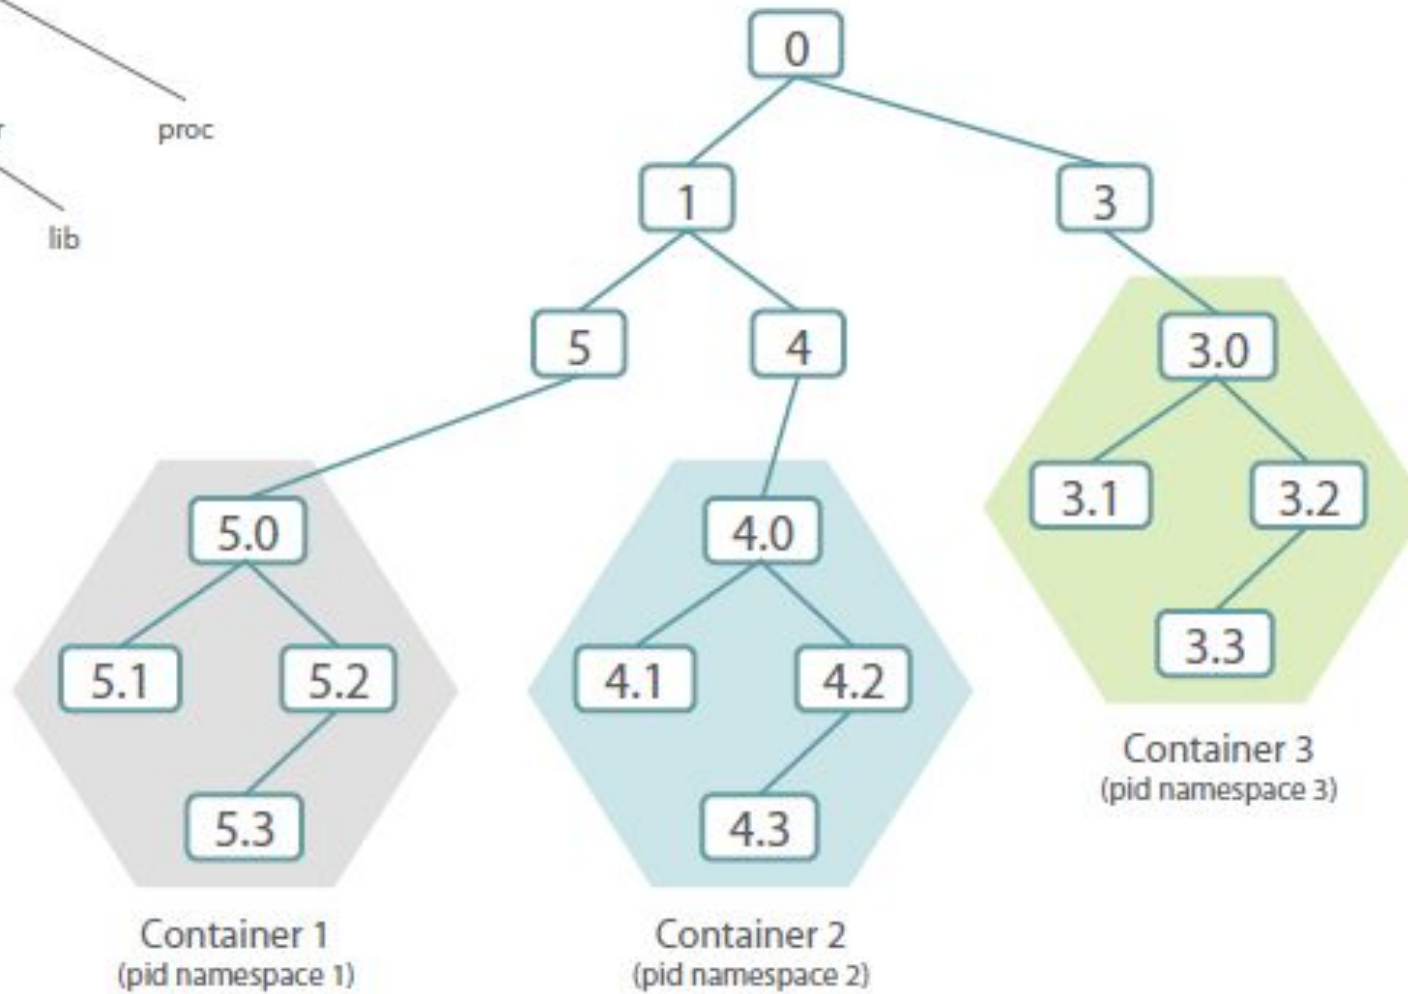 0
proc
1
3
lib
5
4
3.0
3.1
3.2
5.0
4.0
3.3
5.1
5.2
4.1
4.2
Container 3
(pid namespace 3)
5.3
4.3
Container 1
(pid namespace 1)
Container 2
(pid namespace 2)